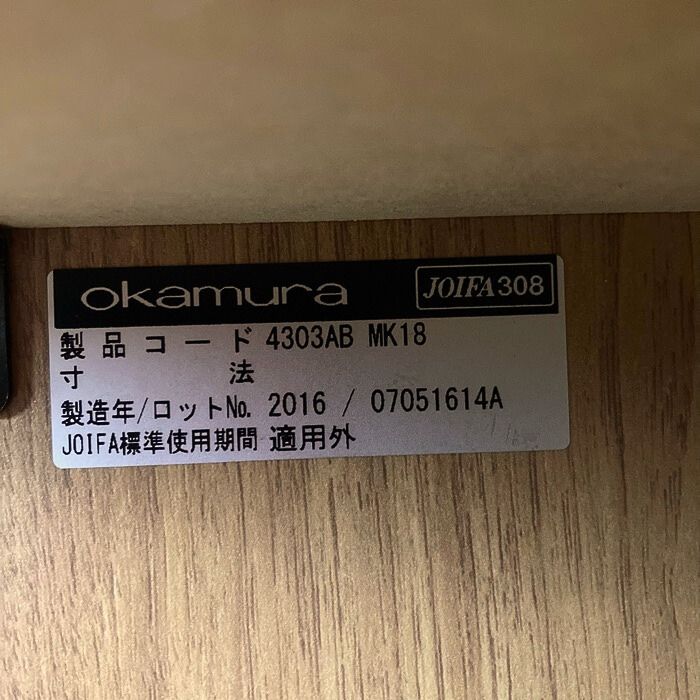 okamura JOIFA308
製品コード 4303AB MK18
寸法
製造年/ロットNo. 2016 / 07051614A
JOIFA標準使用期間 適用外